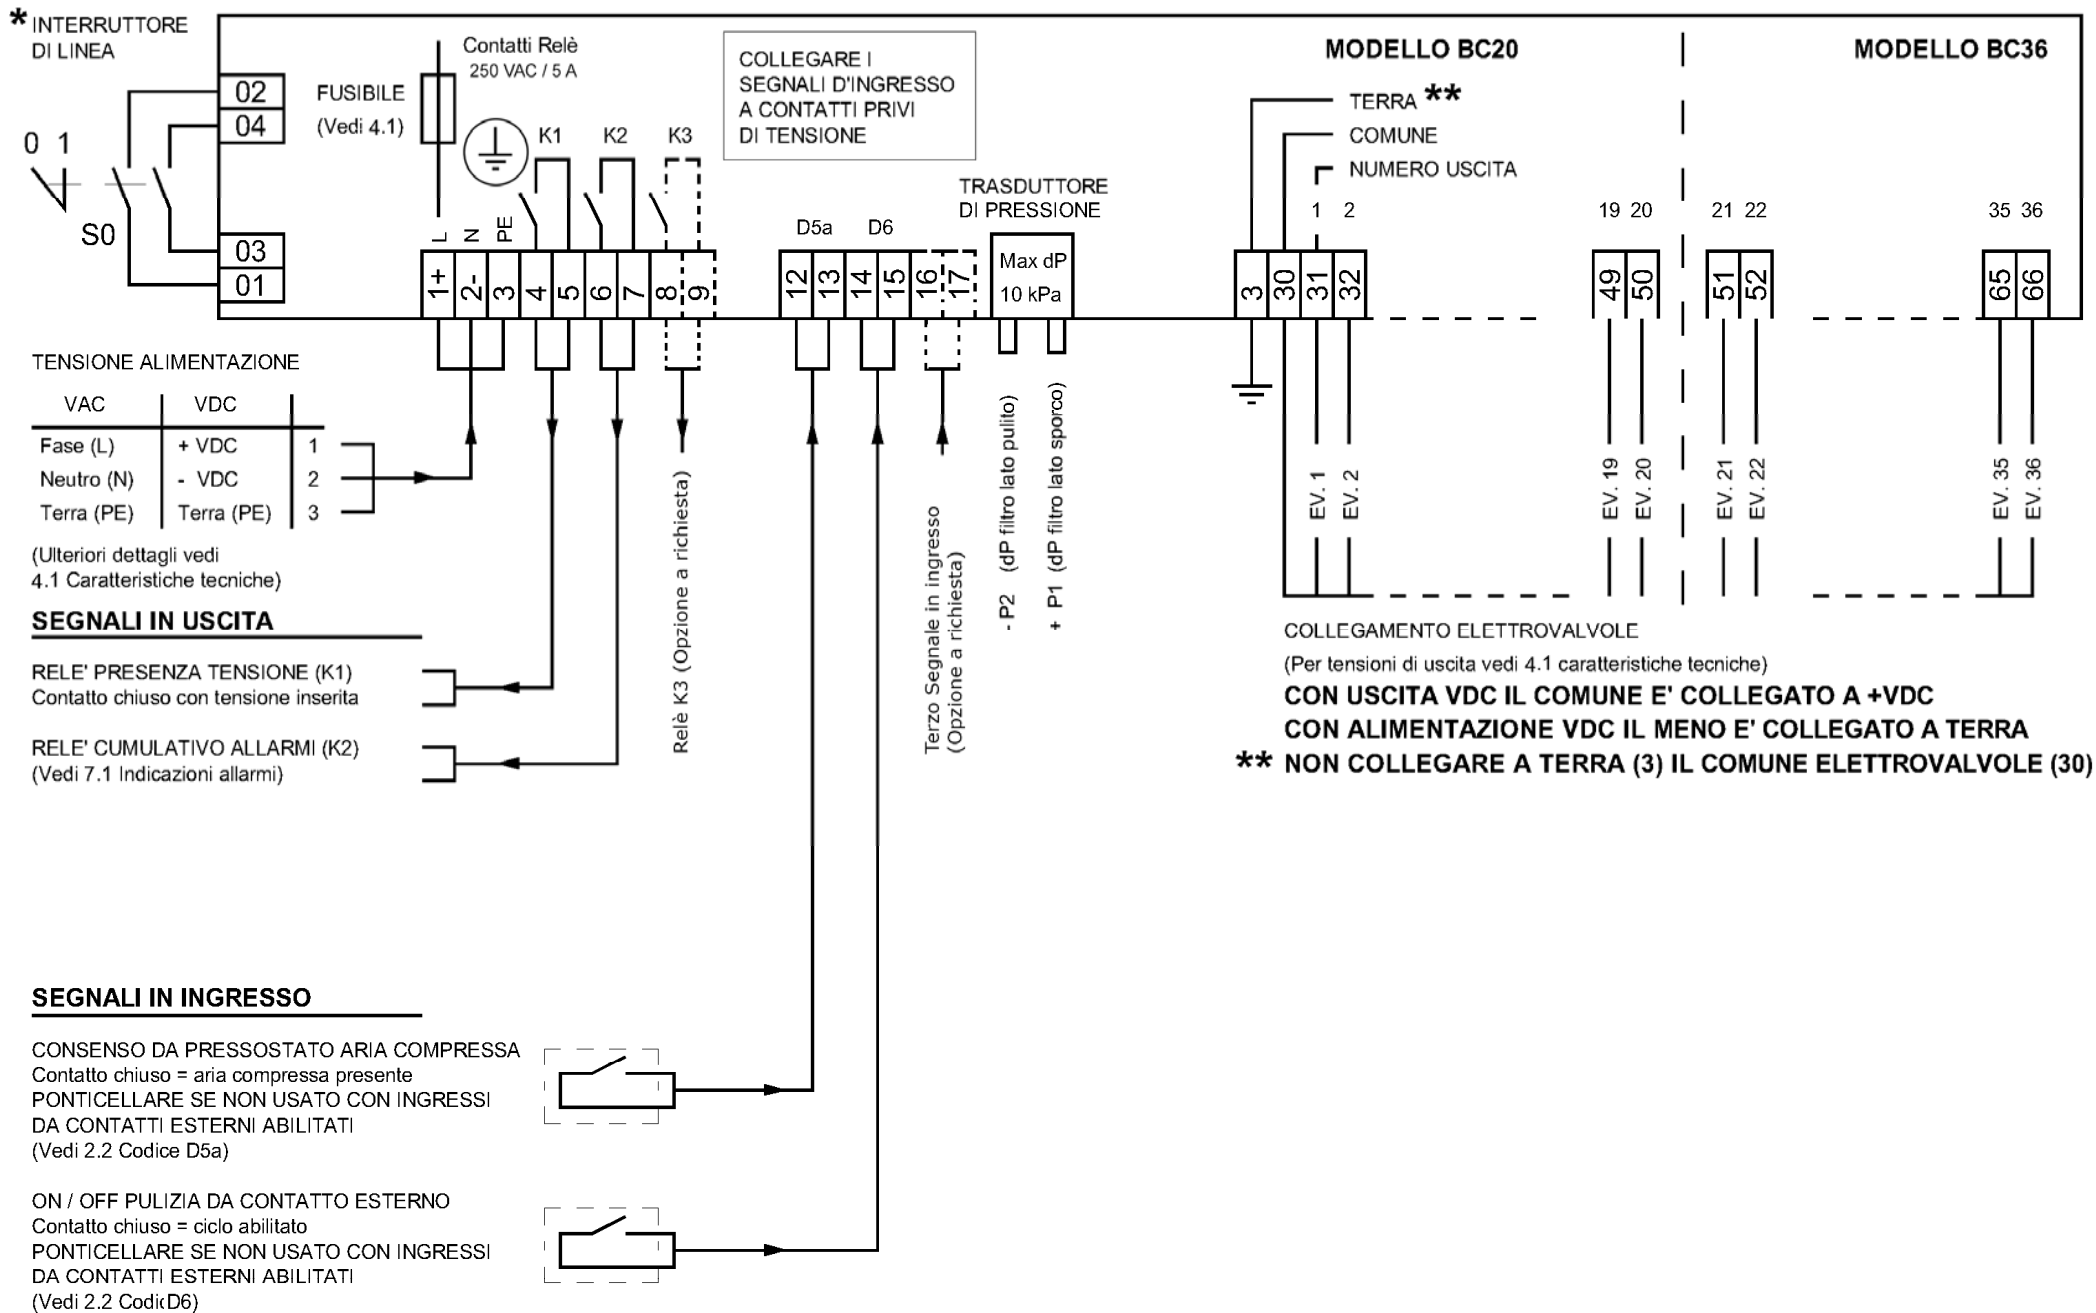 * INTERRUTTORE
DI LINEA
02
04
03
01
0 1
S0
FUSIBILE
(Vedi 4.1)
Contatti Relè
250 VAC / 5 A
K1 K2 K3
L N PE
1+ 2- 3 4 5 6 7 8 9
COLLEGARE I
SEGNALI D'INGRESSO
A CONTATTI PRIVI
DI TENSIONE
D5a D6
12 13 14 15 16 17
TRASDUTTORE
DI PRESSIONE
Max dP
10 kPa
- P2 (dP filtro lato pulito)
+ P1 (dP filtro lato sporco)
MODELLO BC20
MODELLO BC36
TERRA **
COMUNE
NUMERO USCITA
1 2 19 20 21 22 35 36
3 30 31 32 49 50 51 52 65 66
EV. 1 EV. 2 EV. 19 EV. 20 EV. 21 EV. 22 EV. 35 EV. 36
TENSIONE ALIMENTAZIONE
VAC VDC
Fase (L) + VDC 1
Neutro (N) - VDC 2
Terra (PE) Terra (PE) 3
(Ulteriori dettagli vedi
4.1 Caratteristiche tecniche)
SEGNALI IN USCITA
RELE' PRESENZA TENSIONE (K1)
Contatto chiuso con tensione inserita
RELE' CUMULATIVO ALLARMI (K2)
(Vedi 7.1 Indicazioni allarmi)
Relè K3 (Opzione a richiesta)
Terzo Segnale in ingresso
(Opzione a richiesta)
COLLEGAMENTO ELETTROVALVOLE
(Per tensioni di uscita vedi 4.1 caratteristiche tecniche)
CON USCITA VDC IL COMUNE E' COLLEGATO A +VDC
CON ALIMENTAZIONE VDC IL MENO E' COLLEGATO A TERRA
** NON COLLEGARE A TERRA (3) IL COMUNE ELETTROVALVOLE (30)
SEGNALI IN INGRESSO
CONSENSO DA PRESSOSTATO ARIA COMPRESSA
Contatto chiuso = aria compressa presente
PONTICELLARE SE NON USATO CON INGRESSI
DA CONTATTI ESTERNI ABILITATI
(Vedi 2.2 Codice D5a)
ON / OFF PULIZIA DA CONTATTO ESTERNO
Contatto chiuso = ciclo abilitato
PONTICELLARE SE NON USATO CON INGRESSI
DA CONTATTI ESTERNI ABILITATI
(Vedi 2.2 Codic D6)